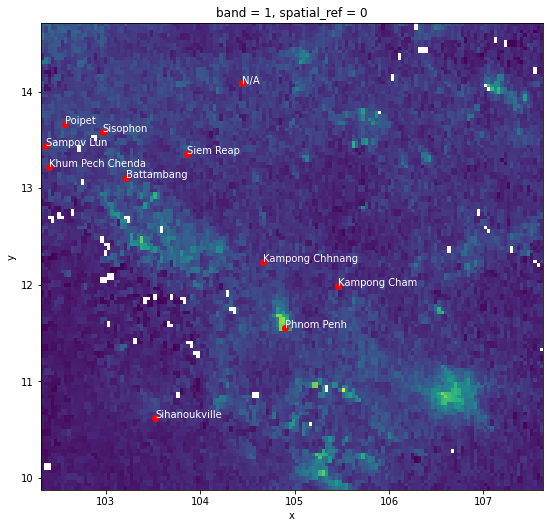 band = 1, spatial_ref = 0
14
N/A
Poipet
Sisophon
Sampov Lun
Siem Reap
Khum Pech Chenda
13
Battambang
y
Kampong Chhnang
12
Kampong Cham
Phnom Penh
11
Sihanoukville
10
103 104 105 106 107
x